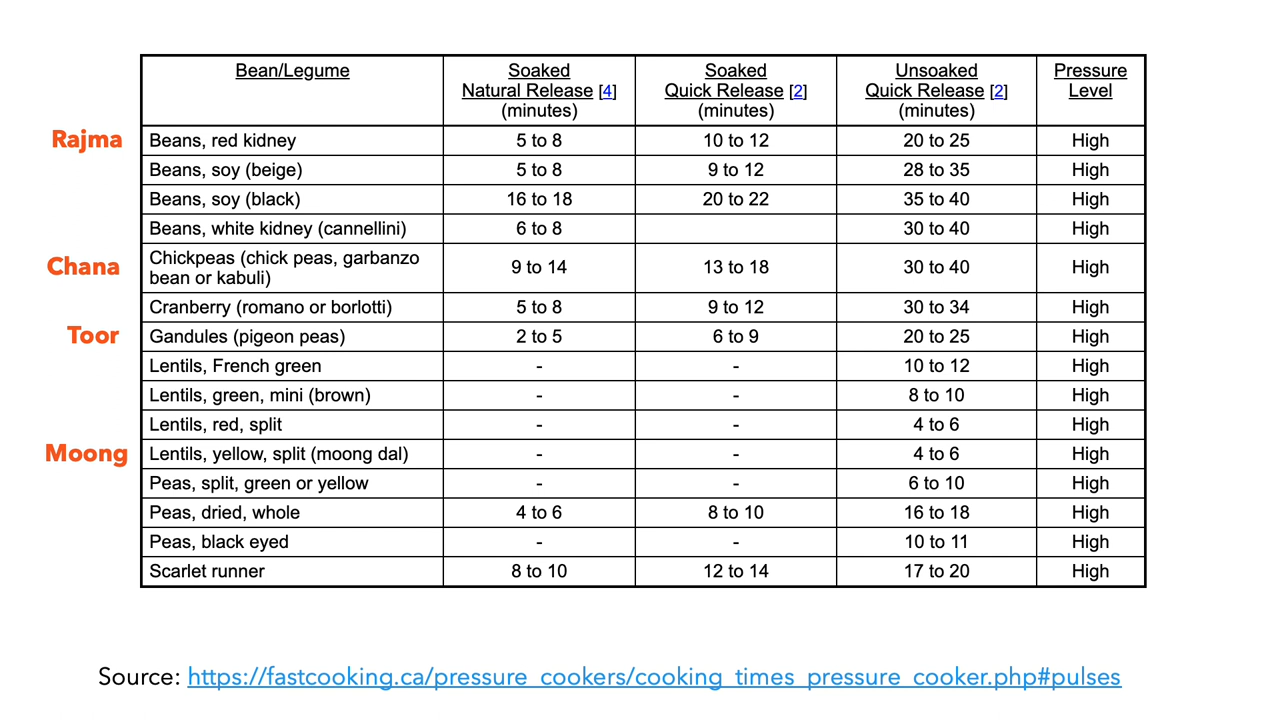 Bean/Legume Soaked Soaked Unsoaked Pressure
Natural Release [4] Quick Release [2] Quick Release [2] Level
(minutes) (minutes) (minutes)
Rajma Beans, red kidney 5 to 8 10 to 12 20 to 25 High
Beans, soy (beige) 5 to 8 9 to 12 28 to 35 High
Beans, soy (black) 16 to 18 20 to 22 35 to 40 High
Beans, white kidney (cannellini) 6 to 8 30 to 40 High
Chana Chickpeas (chick peas, garbanzo
bean or kabuli) 9 to 14 13 to 18 30 to 40 High
Cranberry (romano or borlotti) 5 to 8 9 to 12 30 to 34 High
Toor Gandules (pigeon peas) 2 to 5 6 to 9 20 to 25 High
Lentils, French green - - 10 to 12 High
Lentils, green, mini (brown) - - 8 to 10 High
Lentils, red, split - - 4 to 6 High
Moong Lentils, yellow, split (moong dal) - - 4 to 6 High
Peas, split, green or yellow - - 6 to 10 High
Peas, dried, whole 4 to 6 8 to 10 16 to 18 High
Peas, black eyed - - 10 to 11 High
Scarlet runner 8 to 10 12 to 14 17 to 20 High
Source: https://fastcooking.ca/pressure_cookers/cooking_times_pressure_cooker.php#pulses